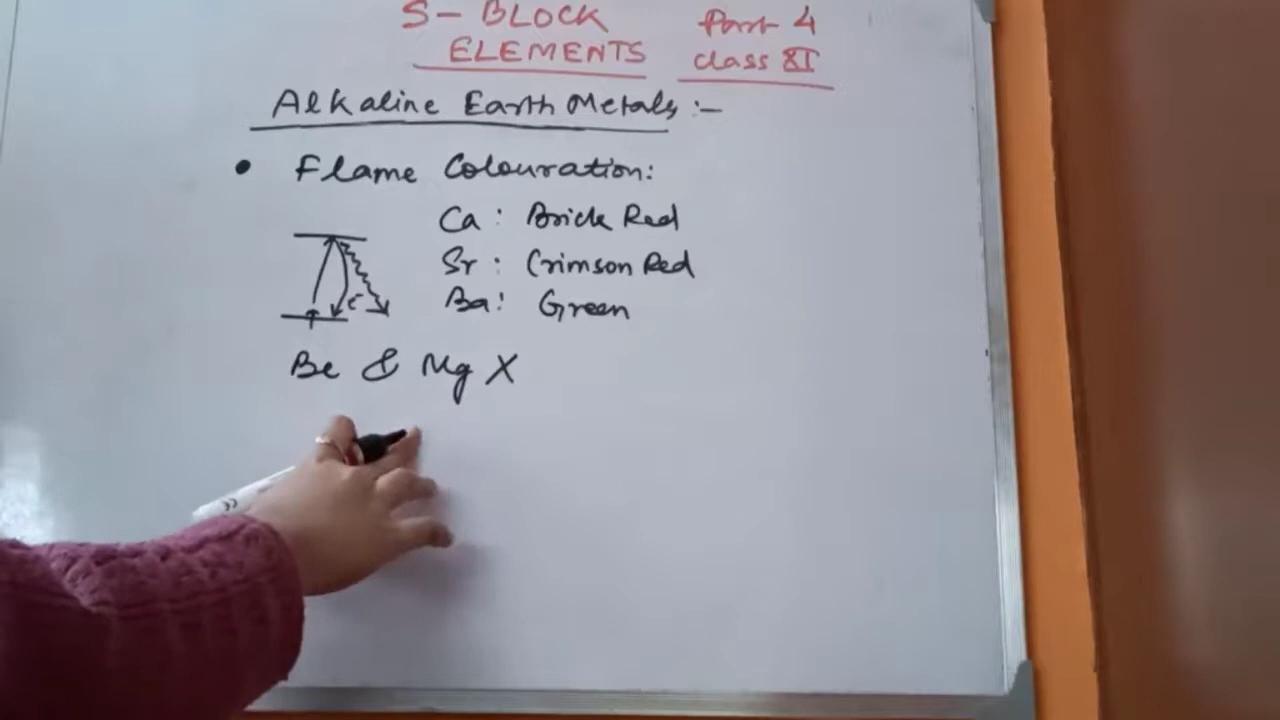 S- BLOCK ELEMENTS
Part 4
class XI
Alkaline Earth Metals :-
• Flame Colouration:
Ca : Brick Red
Sr : Crimson Red
Ba: Green
e-
Be & Mg X